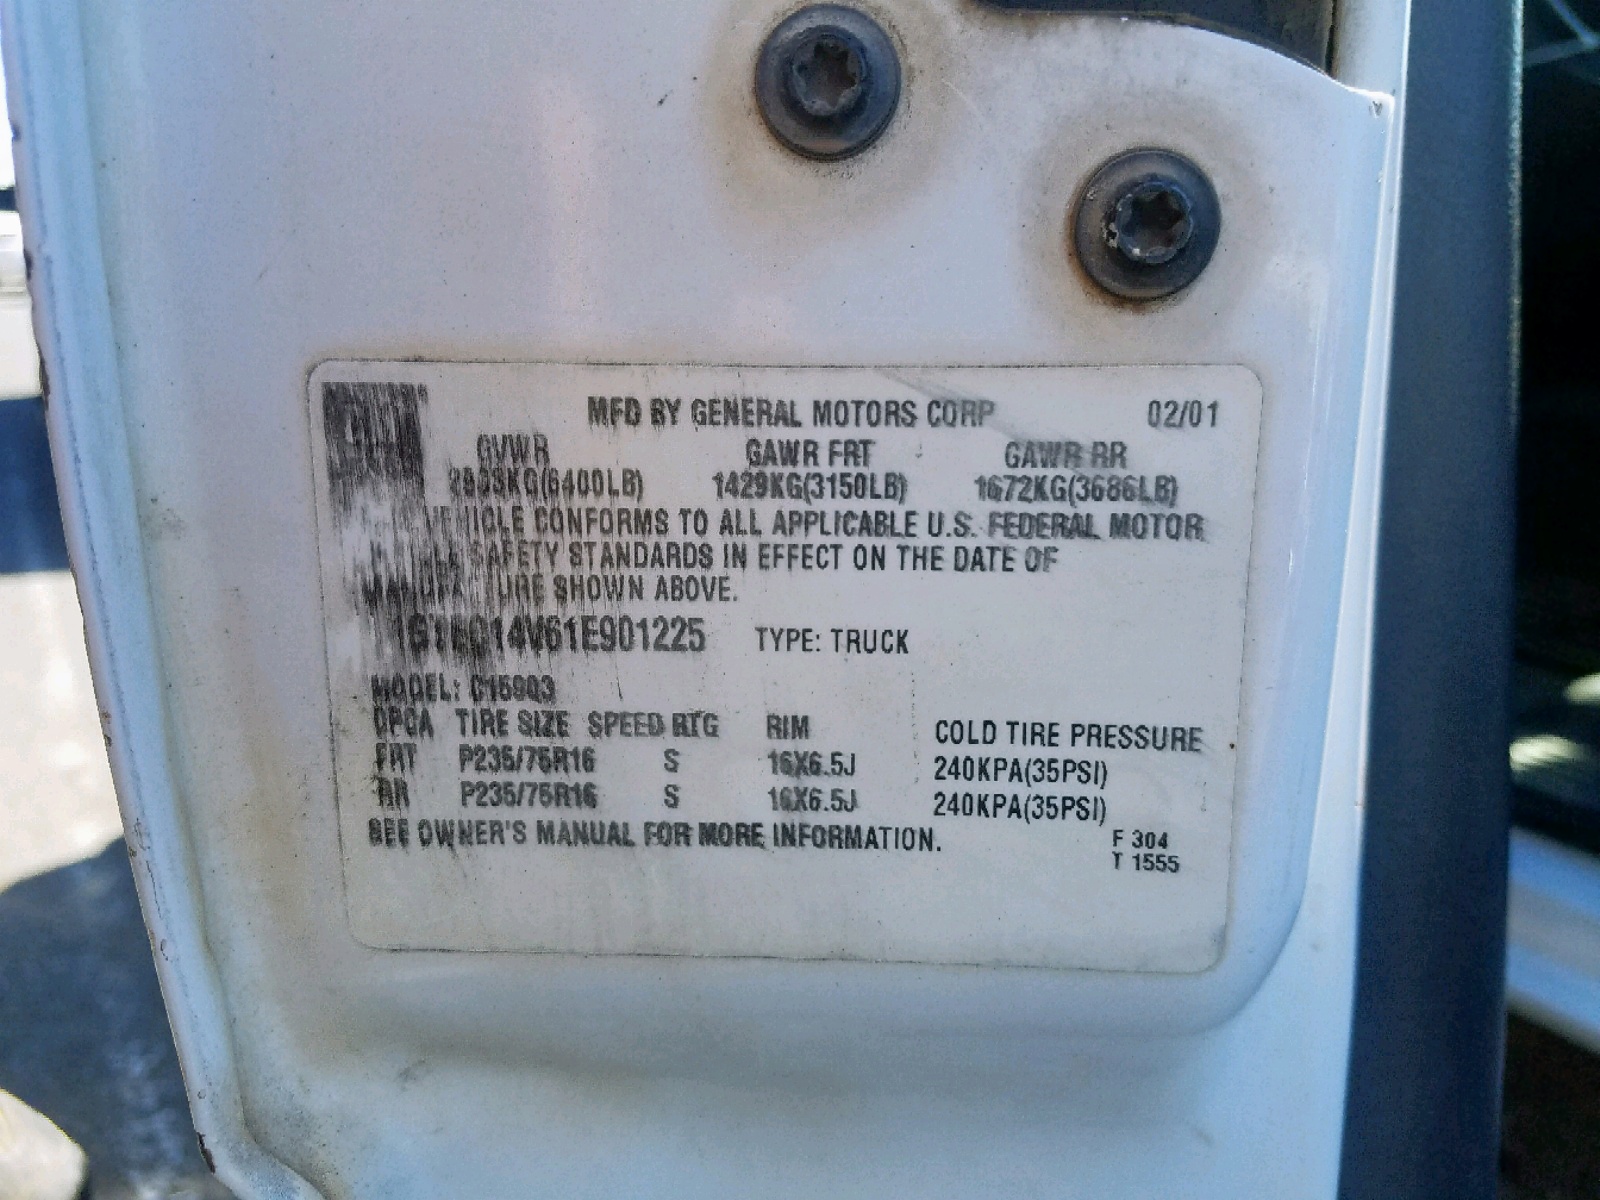 MFD BY GENERAL MOTORS CORP 02/01
GVWR GAWR FRT GAWR RR
1429KG(3150LB) 1672KG(3686LB)
VEHICLE CONFORMS TO ALL APPLICABLE U.S. FEDERAL MOTOR
SAFETY STANDARDS IN EFFECT ON THE DATE OF
SHOWN ABOVE.
TYPE: TRUCK
MODEL:
TIRE SIZE SPEED RTG RIM COLD TIRE PRESSURE
FRT P235/75R16 S 16X6.5J 240KPA(35PSI)
RR P235/75R16 S 16X6.5J 240KPA(35PSI)
SEE OWNER'S MANUAL FOR MORE INFORMATION.
F 304
T 1555